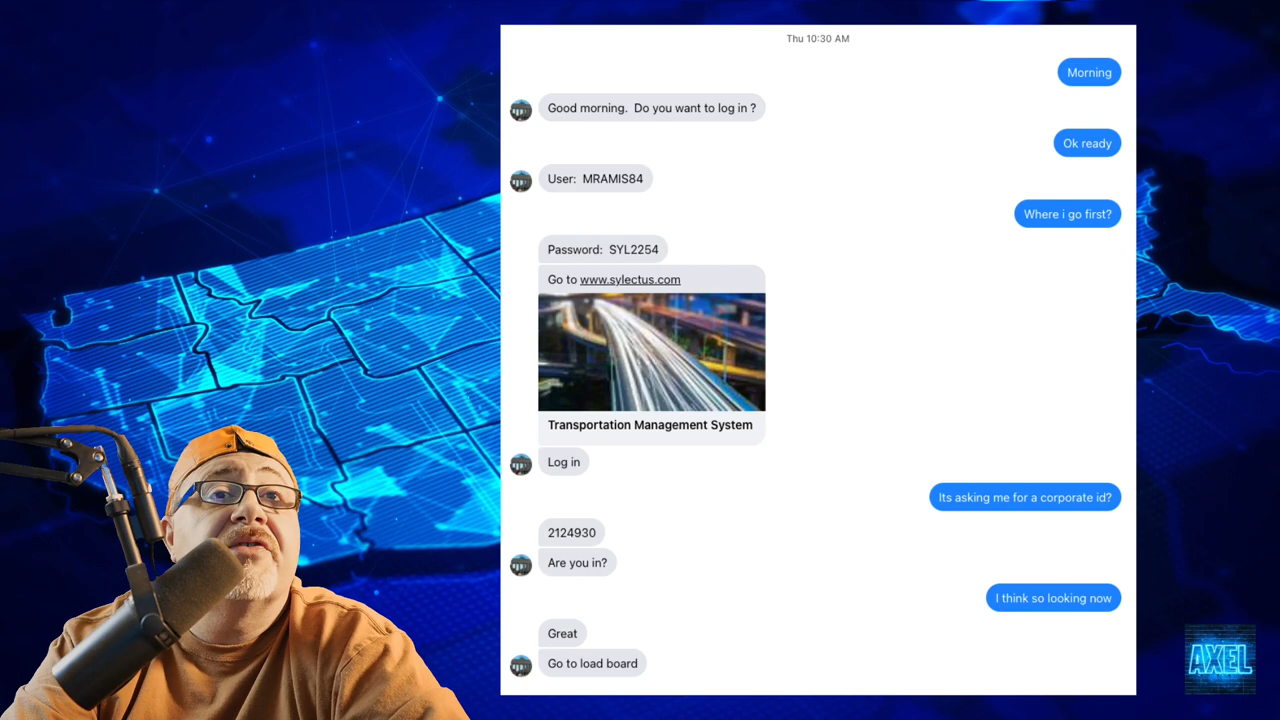 Thu 10:30 AM
Morning
Good morning.  Do you want to log in ?
Ok ready
User:  MRAMIS84
Where i go first?
Password:  SYL2254
Go to www.sylectus.com
Transportation Management System
Log in
Its asking me for a corporate id?
2124930
Are you in?
I think so looking now
Great
Go to load board
AXEL